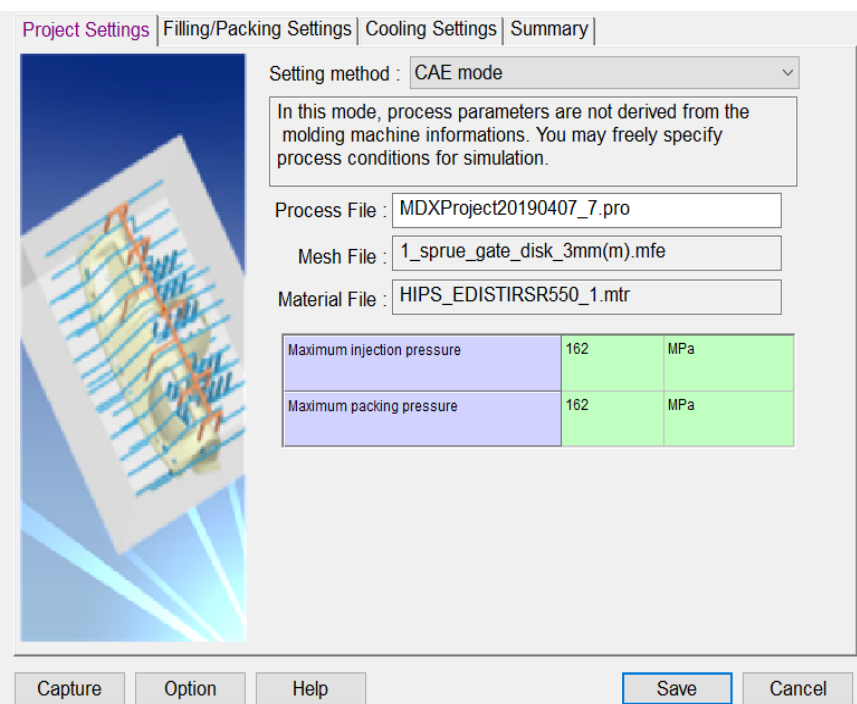 Project Settings Filling/Packing Settings Cooling Settings Summary
Setting method : CAE mode
In this mode, process parameters are not derived from the
molding machine informations. You may freely specify
process conditions for simulation.
Process File : MDXProject20190407_7.pro
Mesh File : 1_sprue_gate_disk_3mm(m).mfe
Material File : HIPS_EDISTIRSR550_1.mtr
Maximum injection pressure 162 MPa
Maximum packing pressure 162 MPa
Capture Option Help Save Cancel